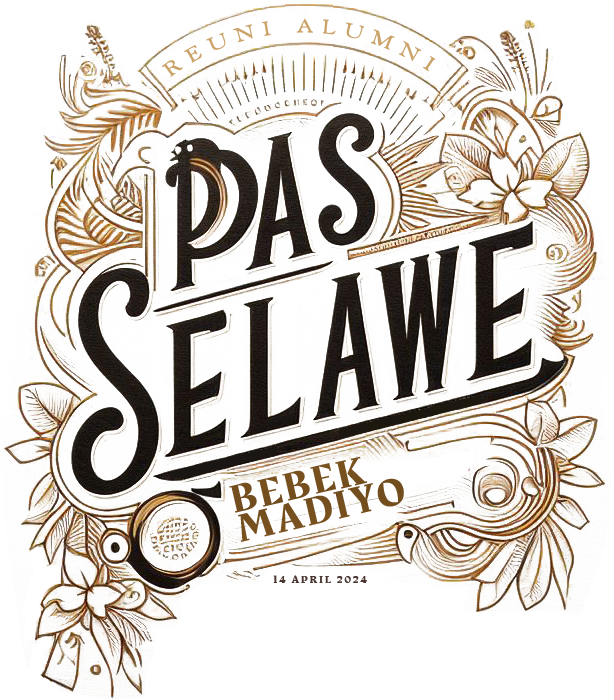 REUNI ALUMNI
PAS
SELAWE
BEBEK
MADIYO
14 APRIL 2024